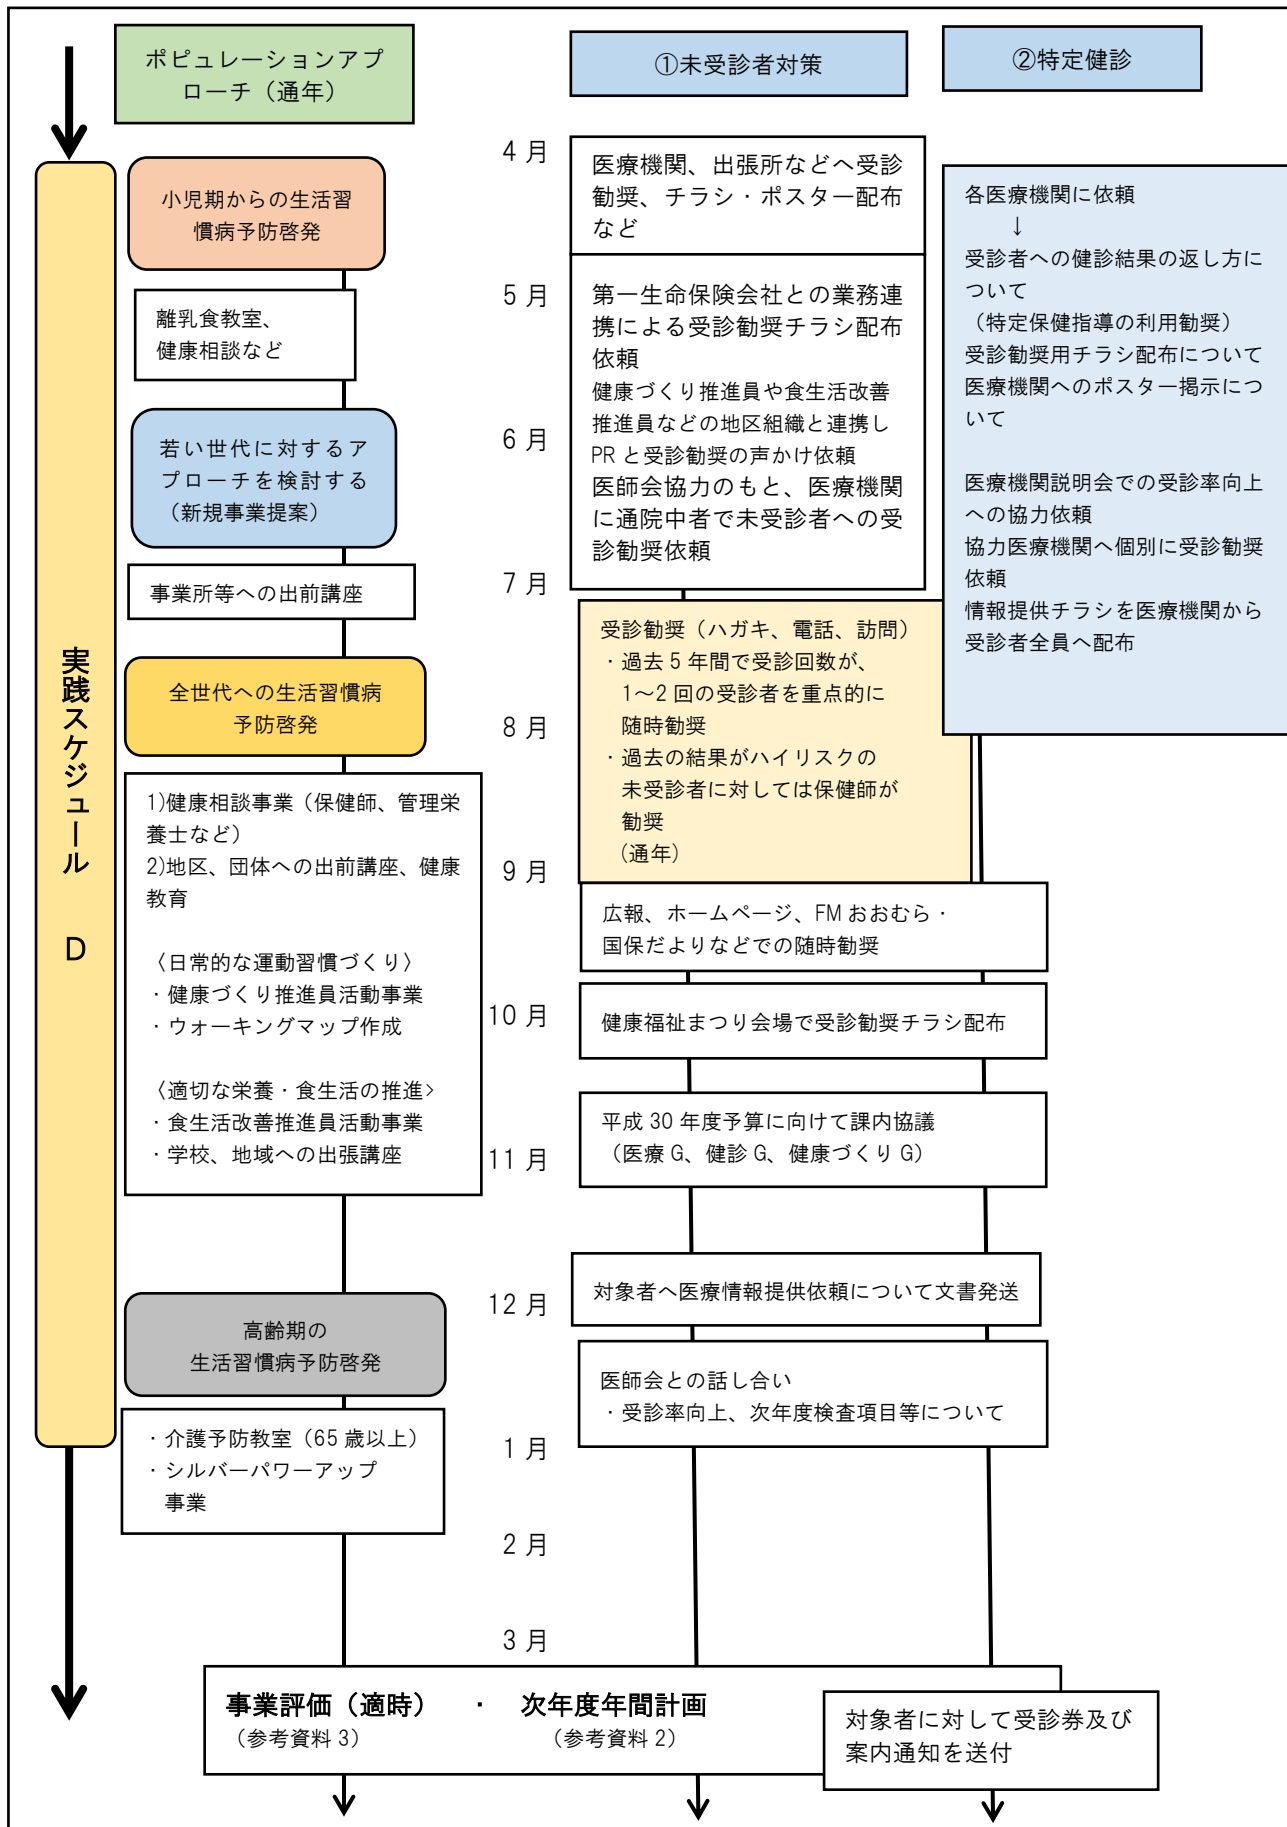 ポピュレーションアプ
ローチ（通年）
①未受診者対策
②特定健診
実践スケジュール D
小児期からの生活習
慣病予防啓発
離乳食教室、
健康相談など
若い世代に対するア
プローチを検討する
（新規事業提案）
事業所等への出前講座
全世代への生活習慣病
予防啓発
1)健康相談事業（保健師、管理栄
養士など）
2)地区、団体への出前講座、健康
教育
〈日常的な運動習慣づくり〉
・健康づくり推進員活動事業
・ウォーキングマップ作成
〈適切な栄養・食生活の推進>
・食生活改善推進員活動事業
・学校、地域への出張講座
高齢期の
生活習慣病予防啓発
・介護予防教室（65 歳以上）
・シルバーパワーアップ
事業
4 月
5 月
6 月
7 月
8 月
9 月
10 月
11 月
12 月
1 月
2 月
3 月
医療機関、出張所などへ受診
勧奨、チラシ・ポスター配布
など
第一生命保険会社との業務連
携による受診勧奨チラシ配布
依頼
健康づくり推進員や食生活改善
推進員などの地区組織と連携し
PR と受診勧奨の声かけ依頼
医師会協力のもと、医療機関
に通院中者で未受診者への受
診勧奨依頼
受診勧奨（ハガキ、電話、訪問）
・過去 5 年間で受診回数が、
1～2 回の受診者を重点的に
随時勧奨
・過去の結果がハイリスクの
未受診者に対しては保健師が
勧奨
（通年）
広報、ホームページ、FM おおむら・
国保だよりなどでの随時勧奨
健康福祉まつり会場で受診勧奨チラシ配布
平成 30 年度予算に向けて課内協議
（医療 G、健診 G、健康づくり G）
対象者へ医療情報提供依頼について文書発送
医師会との話し合い
・受診率向上、次年度検査項目等について
各医療機関に依頼
↓
受診者への健診結果の返し方に
ついて
（特定保健指導の利用勧奨）
受診勧奨用チラシ配布について
医療機関へのポスター掲示につ
いて
医療機関説明会での受診率向上
への協力依頼
協力医療機関へ個別に受診勧奨
依頼
情報提供チラシを医療機関から
受診者全員へ配布
事業評価（適時） ・ 次年度年間計画
（参考資料 3） （参考資料 2）
対象者に対して受診券及び
案内通知を送付